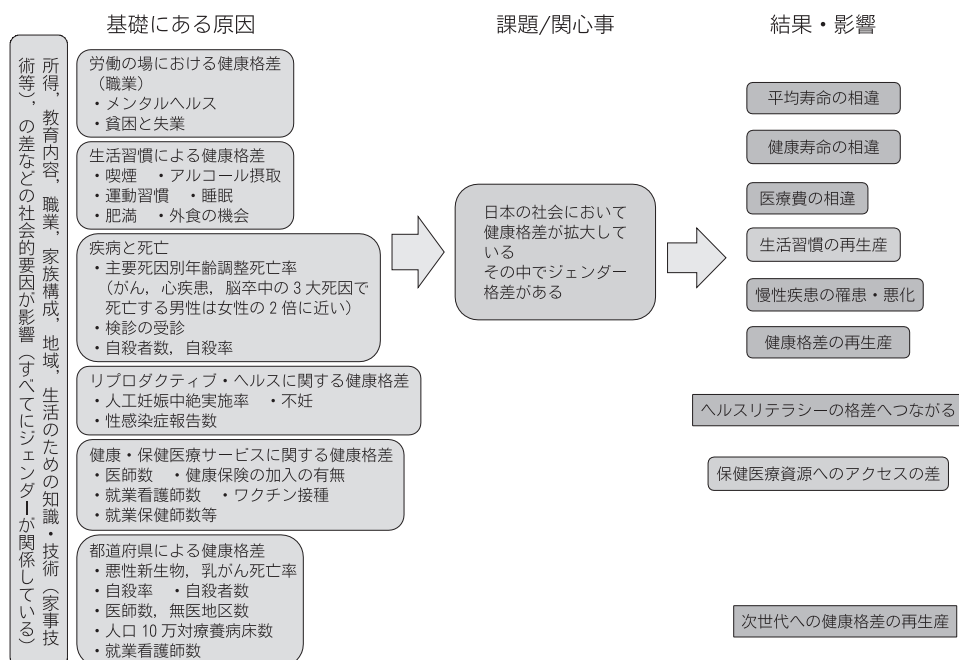 基礎にある原因
課題/関心事
結果・影響
所得，教育内容，職業，家族構成，地域，生活のための知識・技術（家事技
術等），の差などの社会的要因が影響（すべてにジェンダーが関係している）
労働の場における健康格差
（職業）
・メンタルヘルス
・貧困と失業
生活習慣による健康格差
・喫煙　・アルコール摂取
・運動習慣　・睡眠
・肥満　・外食の機会
疾病と死亡
・主要死因別年齢調整死亡率
（がん，心疾患，脳卒中の３大死因で
死亡する男性は女性の２倍に近い）
・検診の受診
・自殺者数，自殺率
リプロダクティブ・ヘルスに関する健康格差
・人工妊娠中絶実施率　・不妊
・性感染症報告数
健康・保健医療サービスに関する健康格差
・医師数　・健康保険の加入の有無
・就業看護師数　・ワクチン接種
・就業保健師数等
都道府県による健康格差
・悪性新生物，乳がん死亡率
・自殺率　・自殺者数
・医師数，無医地区数
・人口 10 万対療養病床数
・就業看護師数
日本の社会において
健康格差が拡大して
いる
その中でジェンダー
格差がある
平均寿命の相違
健康寿命の相違
医療費の相違
生活習慣の再生産
慢性疾患の罹患・悪化
健康格差の再生産
ヘルスリテラシーの格差へつながる
保健医療資源へのアクセスの差
次世代への健康格差の再生産